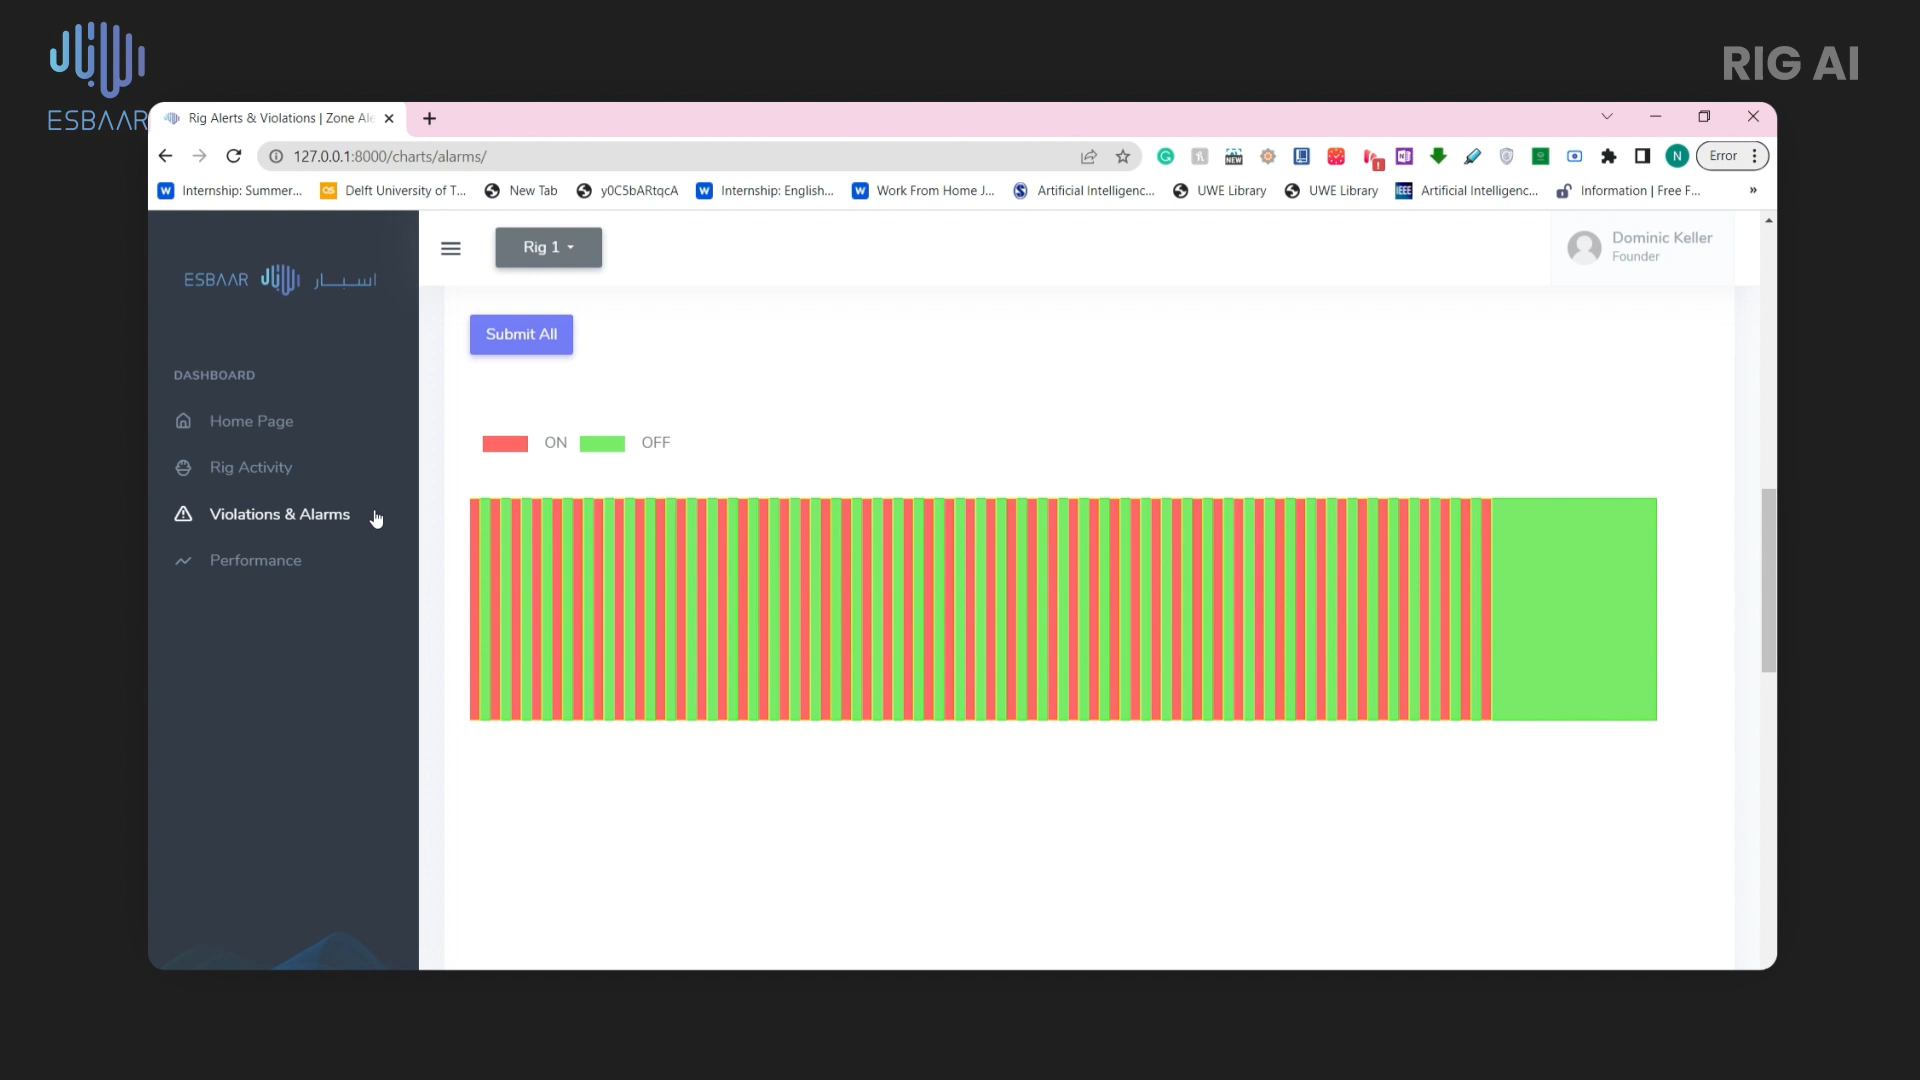 RIG AI
ESBAAR
Rig Alerts & Violations | Zone Ale
127.0.0.1:8000/charts/alarms/
NEW
N
Error
Internship: Summer...
Delft University of T...
New Tab
y0C5bARtqcA
Internship: English...
Work From Home J...
Artificial Intelligenc...
UWE Library
UWE Library
IEEE
Artificial Intelligenc...
Information | Free F...
»
Rig 1
Dominic Keller
Founder
ESBAAR اسبار
Submit All
DASHBOARD
Home Page
Rig Activity
Violations & Alarms
Performance
ON
OFF